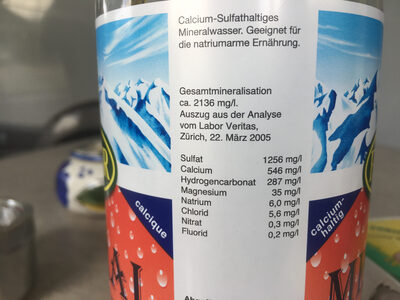 Calcium-Sulfathaltiges
Mineralwasser. Geeignet für
die natriumarme Ernährung.
Gesamtmineralisation
ca. 2136 mg/l.
Auszug aus der Analyse
vom Labor Veritas,
Zürich, 22. März 2005
Sulfat 1256 mg/l
Calcium 546 mg/l
Hydrogencarbonat 287 mg/l
Magnesium 35 mg/l
Natrium 6,0 mg/l
Chlorid 5,6 mg/l
Nitrat 0,3 mg/l
Fluorid 0,2 mg/l
calcique
calcium-
haltig